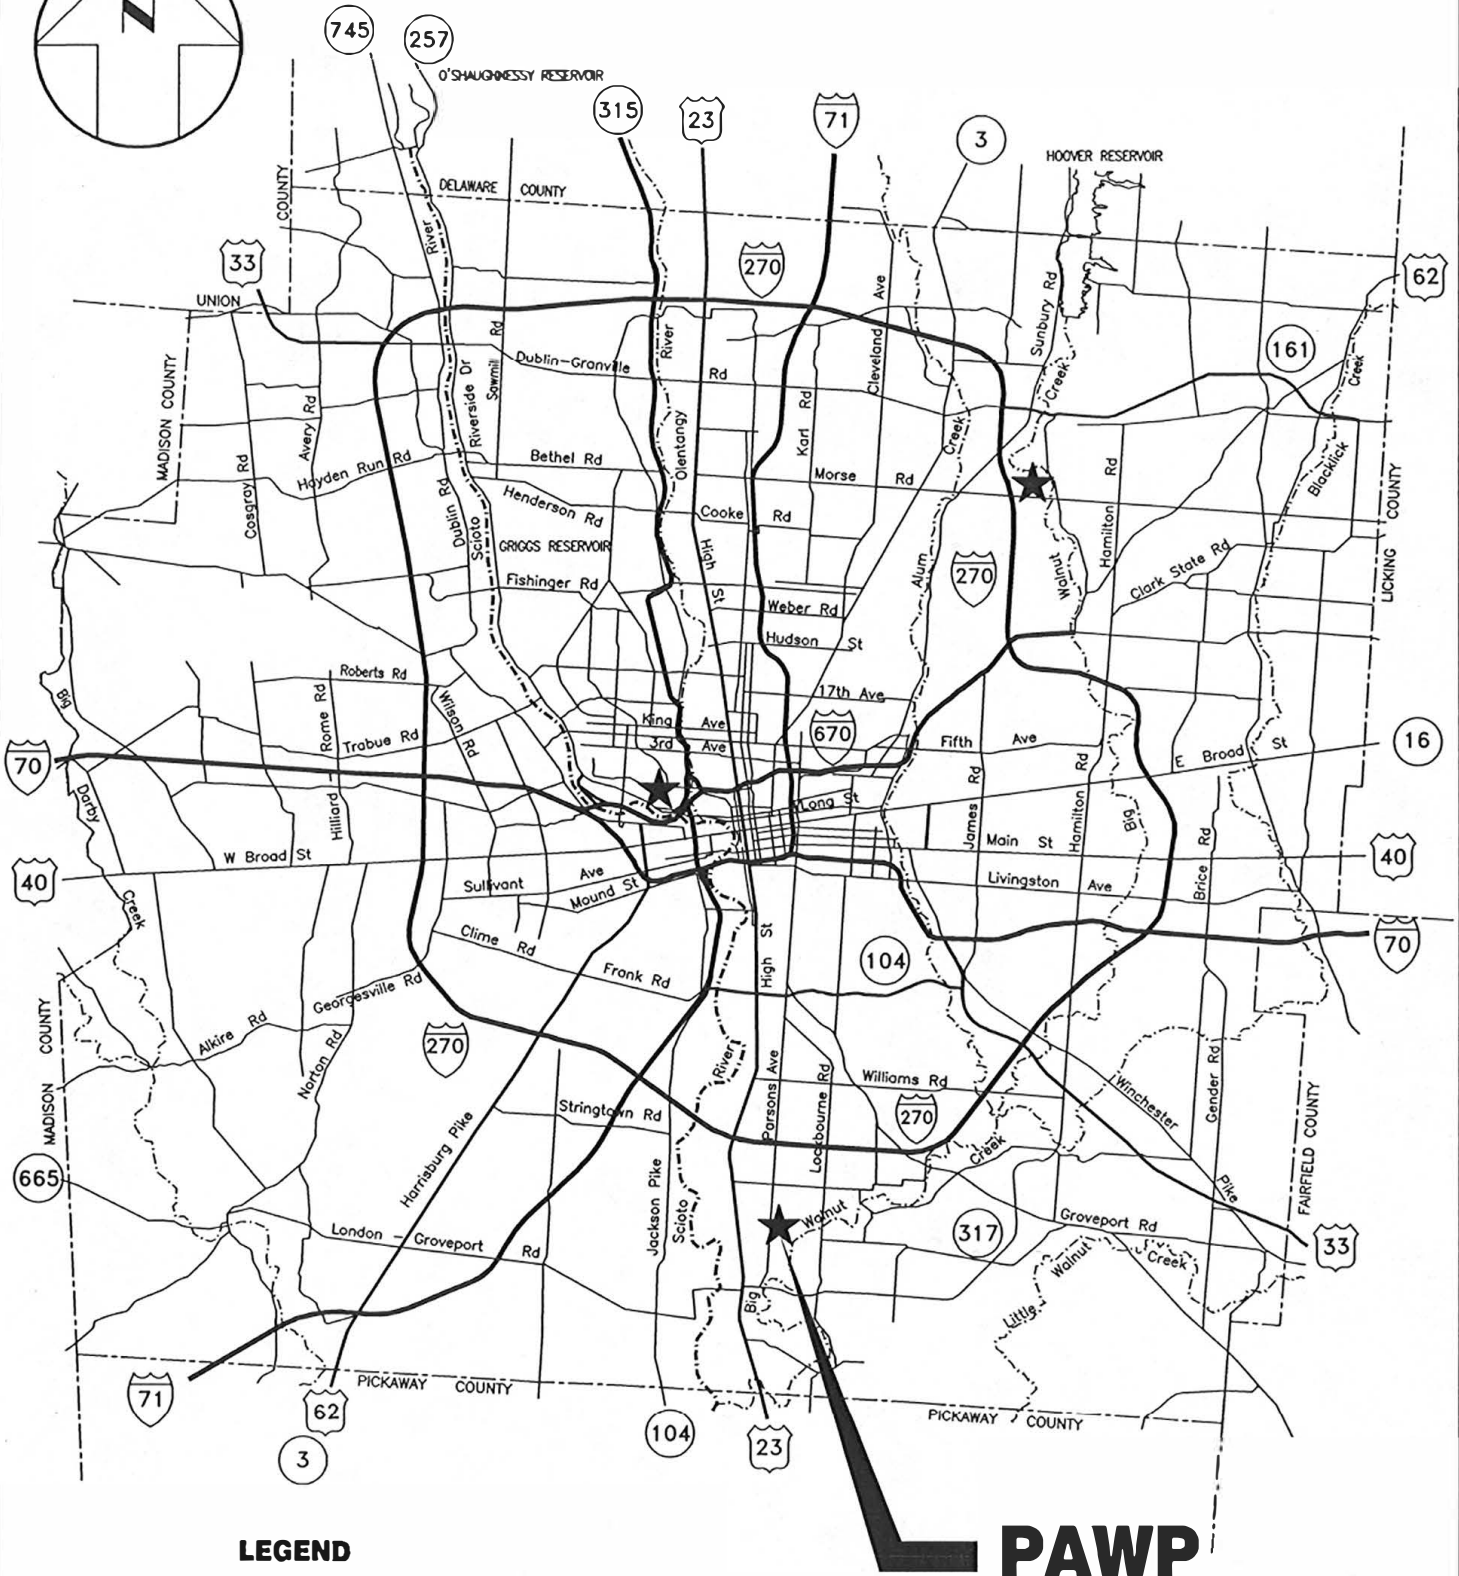 N
745
257
O'SHAUGHNESSY RESERVOIR
315
23
71
3
HOOVER RESERVOIR
COUNTY
DELAWARE COUNTY
River
33
270
62
UNION
Ave
Sunbury Rd
161
MADISON COUNTY
Rd
Sawmill
Riverside Dr
Dublin-Granville
River
Rd
Cleveland
Creek
Creek
Avery Rd
Karl Rd
Olentangy
Creek
Hayden Run Rd
Bethel Rd
Morse Rd
Rd
Blacklick
Cosgray Rd
Dublin Rd
Henderson Rd
Cooke Rd
LICKING COUNTY
Scioto
GRIGGS RESERVOIR
High St
Hamilton
Fishinger Rd
Alum
270
Walnut
Clark State Rd
Weber Rd
Hudson St
Roberts Rd
17th Ave
Big
Rome Rd
Wilson Rd
King Ave
670
Trabue Rd
3rd Ave
Fifth Ave
E Broad St
16
70
Darby
Hilliard
Long St
James Rd
Hamilton Rd
Big
W Broad St
Main St
Brice Rd
40
40
Sullivant Ave
Mound St
Livingston Ave
Creek
Clime Rd
High St
70
104
Frank Rd
Georgesville Rd
COUNTY
Alkire Rd
270
Norton Rd
River
Parsons Ave
Lockbourne Rd
Williams Rd
Winchester
Gender Rd
MADISON
Harrisburg Pike
Stringtown Rd
270
Creek
FAIRFIELD COUNTY
665
Jackson Pike
Scioto
Pike
London - Groveport Rd
Walnut
317
Groveport Rd
33
Walnut
Creek
Big
Little
71
PICKAWAY COUNTY
62
3
104
23
PICKAWAY COUNTY
LEGEND
PAWP